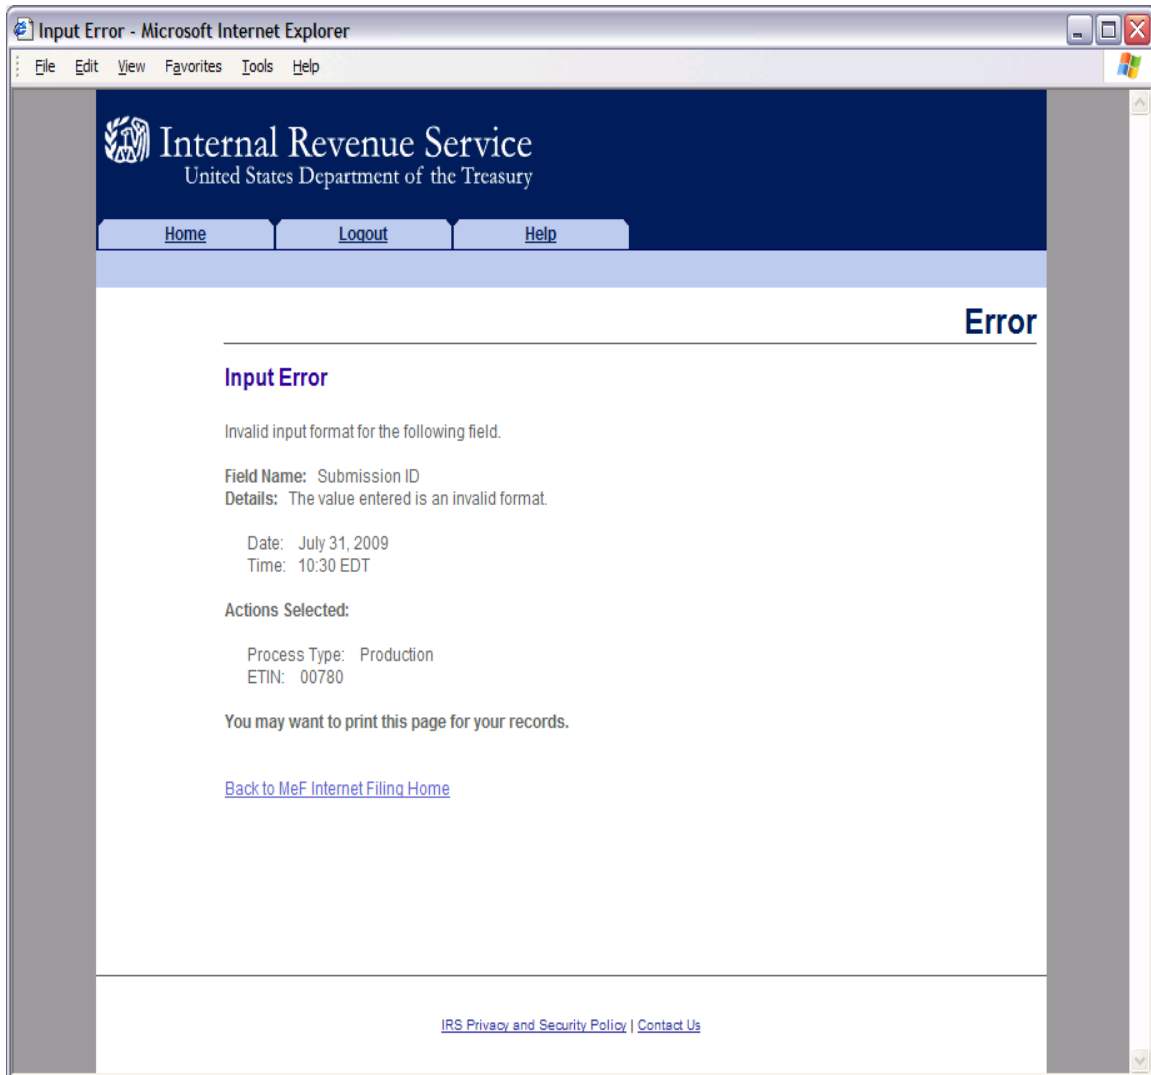 Input Error - Microsoft Internet Explorer
File Edit View Favorites Tools Help
Internal Revenue Service
United States Department of the Treasury
Home Logout Help
Error
Input Error
Invalid input format for the following field.
Field Name: Submission ID
Details: The value entered is an invalid format.
Date: July 31, 2009
Time: 10:30 EDT
Actions Selected:
Process Type: Production
ETIN: 00780
You may want to print this page for your records.
Back to MeF Internet Filing Home
IRS Privacy and Security Policy | Contact Us